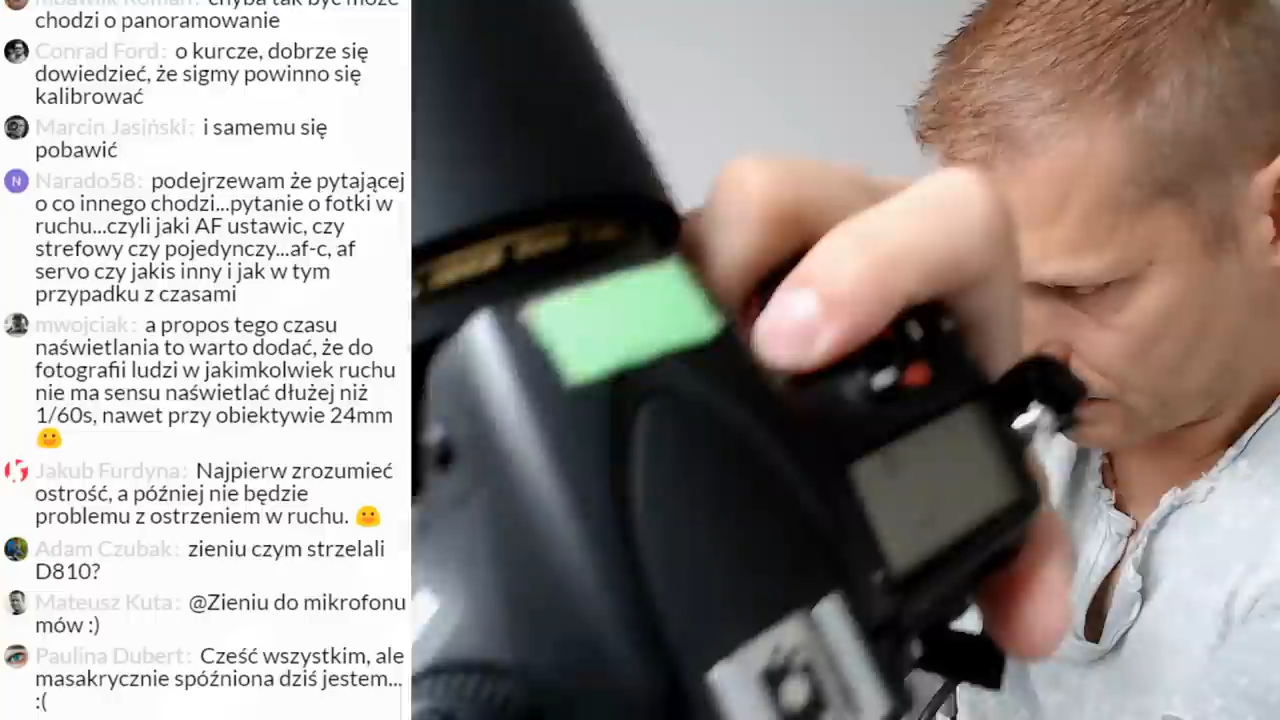 chyba tak być może
chodzi o panoramowanie
Conrad Ford: o kurcze, dobrze się
dowiedzieć, że sigmy powinno się
kalibrować
Marcin Jasiński: i samemu się
pobawić
N Narado58: podejrzewam że pytającej
o co innego chodzi...pytanie o fotki w
ruchu...czyli jaki AF ustawic, czy
strefowy czy pojedynczy...af-c, af
servo czy jakis inny i jak w tym
przypadku z czasami
mwojciak: a propos tego czasu
naświetlania to warto dodać, że do
fotografii ludzi w jakimkolwiek ruchu
nie ma sensu naświetlać dłużej niż
1/60s, nawet przy obiektywie 24mm
Jakub Furdyna: Najpierw zrozumieć
ostrość, a później nie będzie
problemu z ostrzeniem w ruchu.
Adam Czubak: zieniu czym strzelali
D810?
Mateusz Kuta: @Zieniu do mikrofonu
mów :)
Paulina Dubert: Cześć wszystkim, ale
masakrycznie spóźniona dziś jestem...
:(